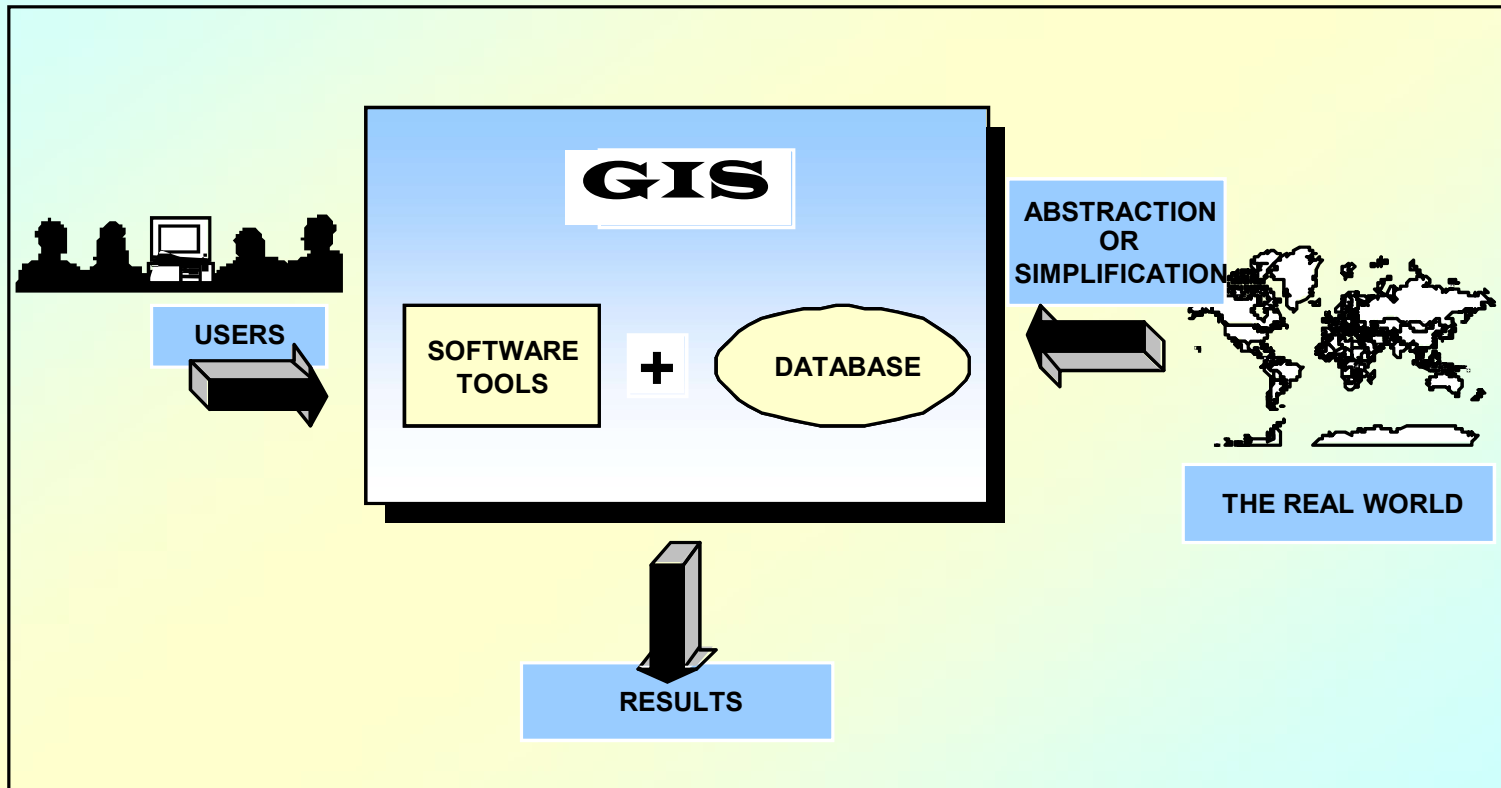 GIS
ABSTRACTION
OR
SIMPLIFICATION
USERS
SOFTWARE
TOOLS
+
DATABASE
THE REAL WORLD
RESULTS